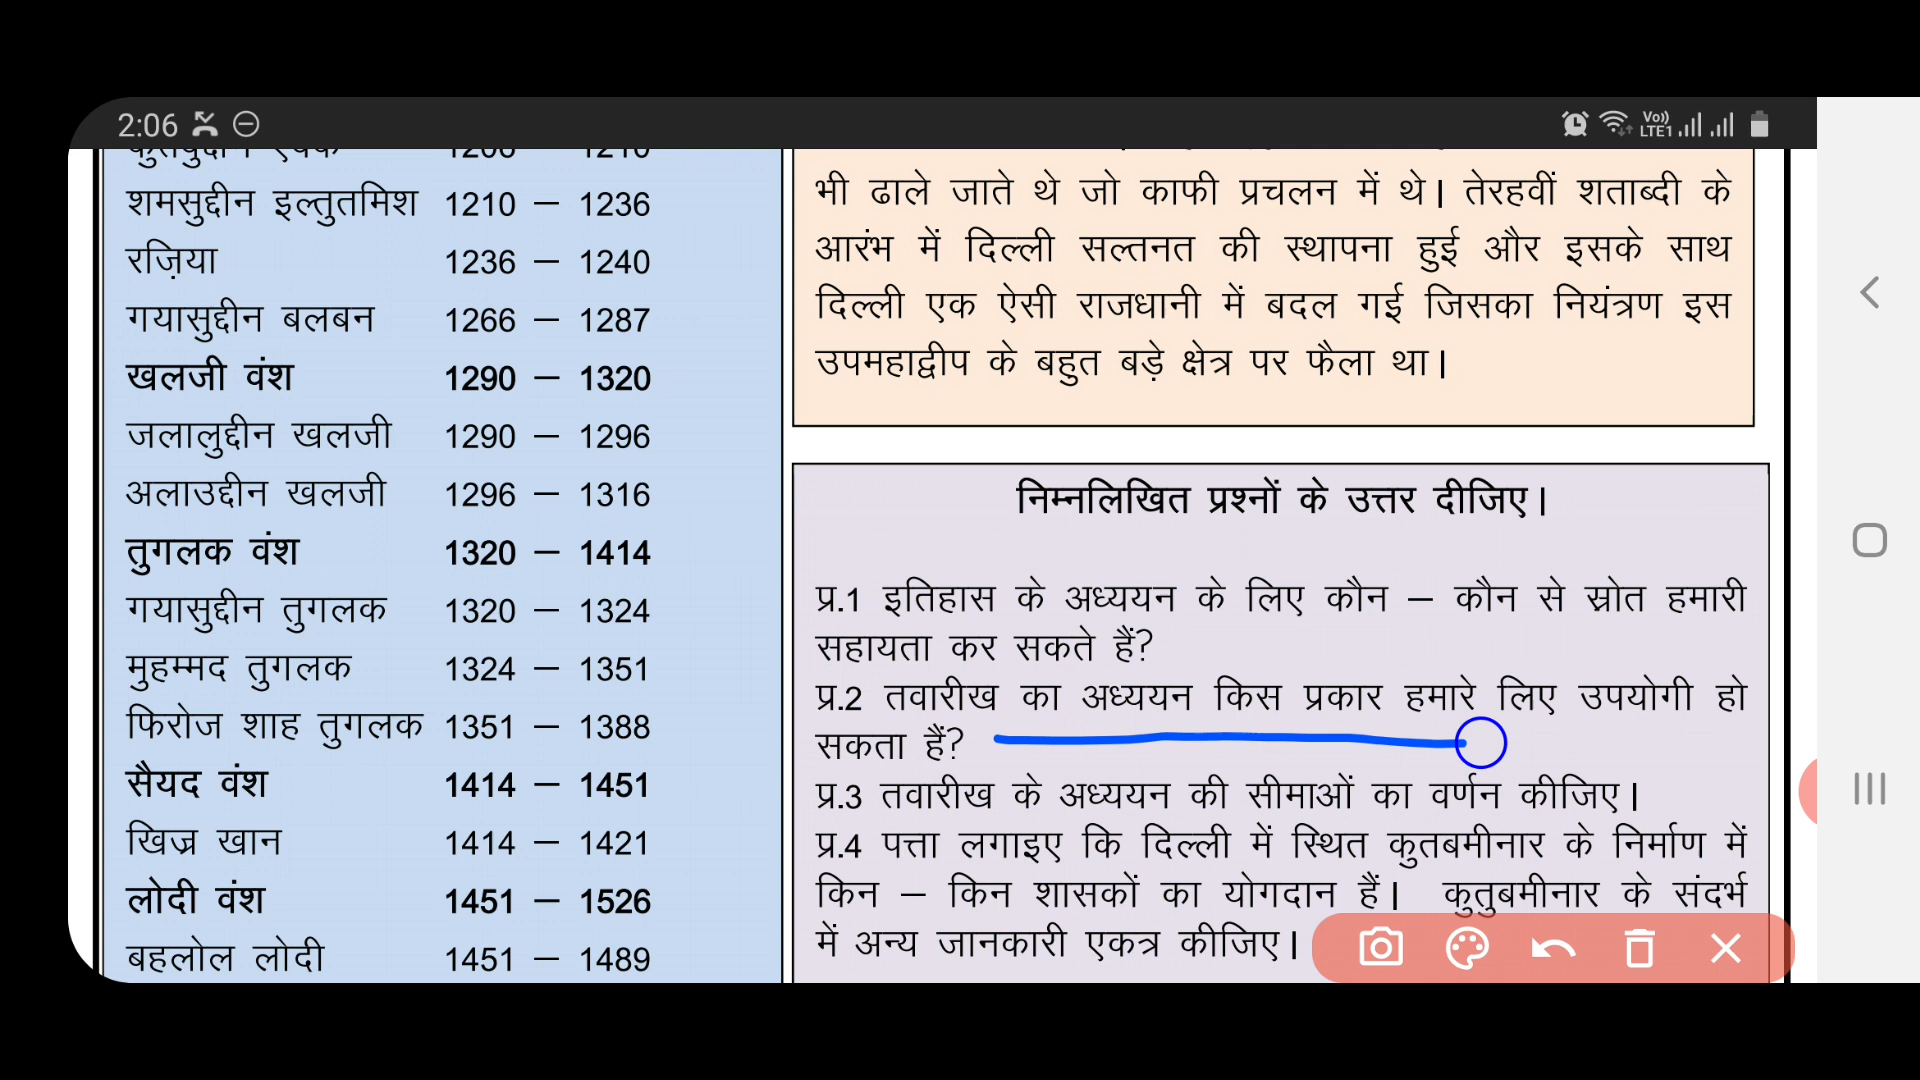 2:06
Vo)) LTE1
शमसुद्दीन इल्तुतमिश 1210 – 1236
रज़िया 1236 – 1240
गयासुद्दीन बलबन 1266 – 1287
खलजी वंश 1290 – 1320
जलालुद्दीन खलजी 1290 – 1296
अलाउद्दीन खलजी 1296 – 1316
तुगलक वंश 1320 – 1414
गयासुद्दीन तुगलक 1320 – 1324
मुहम्मद तुगलक 1324 – 1351
फिरोज शाह तुगलक 1351 – 1388
सैयद वंश 1414 – 1451
खिज्र खान 1414 – 1421
लोदी वंश 1451 – 1526
बहलोल लोदी 1451 – 1489
भी ढाले जाते थे जो काफी प्रचलन में थे। तेरहवीं शताब्दी के
आरंभ में दिल्ली सल्तनत की स्थापना हुई और इसके साथ
दिल्ली एक ऐसी राजधानी में बदल गई जिसका नियंत्रण इस
उपमहाद्वीप के बहुत बड़े क्षेत्र पर फैला था।
निम्नलिखित प्रश्नों के उत्तर दीजिए।
प्र.1 इतिहास के अध्ययन के लिए कौन – कौन से स्रोत हमारी
सहायता कर सकते हैं?
प्र.2 तवारीख का अध्ययन किस प्रकार हमारे लिए उपयोगी हो
सकता हैं?
प्र.3 तवारीख के अध्ययन की सीमाओं का वर्णन कीजिए।
प्र.4 पत्ता लगाइए कि दिल्ली में स्थित कुतबमीनार के निर्माण में
किन – किन शासकों का योगदान हैं। कुतुबमीनार के संदर्भ
में अन्य जानकारी एकत्र कीजिए।